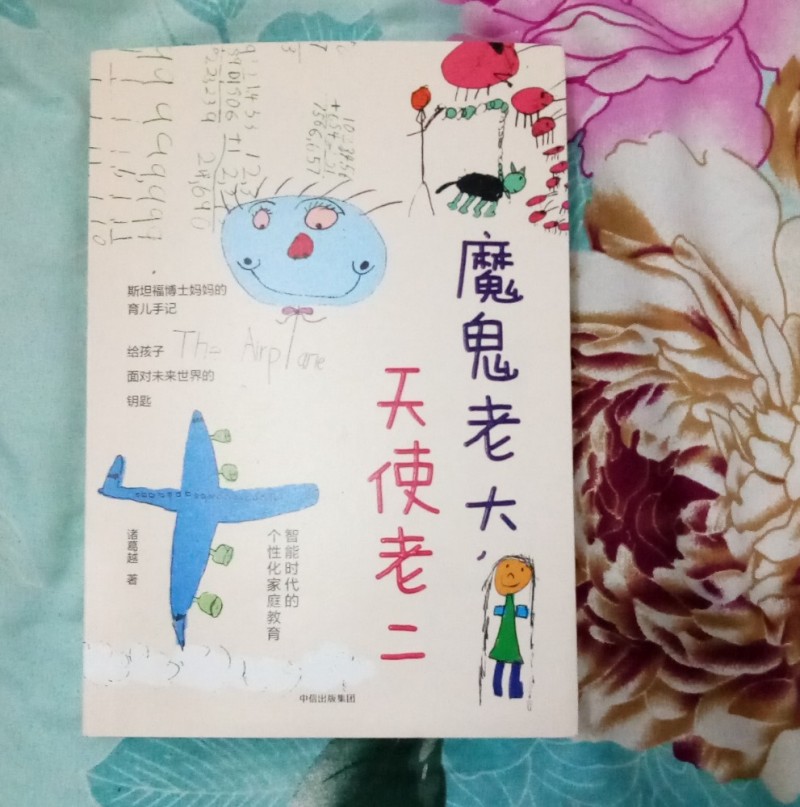 魔鬼老大,
天使老二
斯坦福博士妈妈的
育儿手记
给孩子
面对未来世界的
钥匙
The Airplane
智能时代的
个性化家庭教育
诸葛越 著
中信出版集团